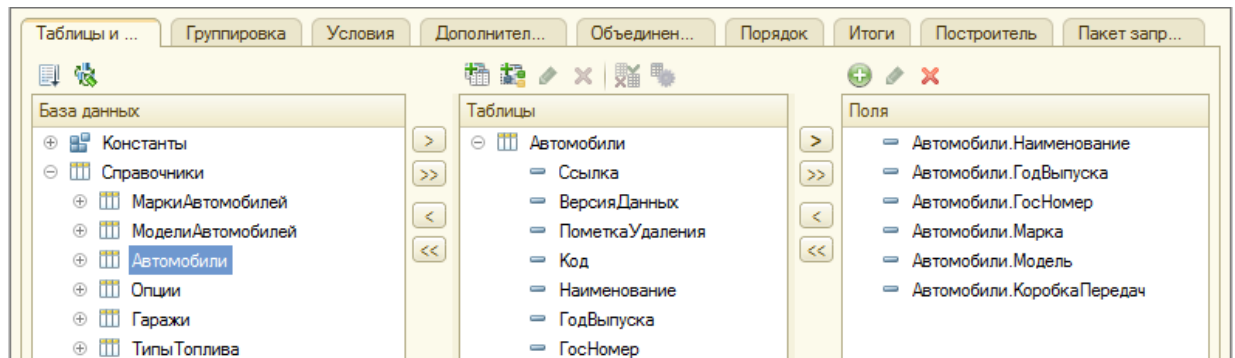 Таблицы и ... Группировка Условия Дополнител... Объединен... Порядок Итоги Построитель Пакет запр...
База данных
Константы
Справочники
МаркиАвтомобилей
МоделиАвтомобилей
Автомобили
Опции
Гаражи
ТипыТоплива
> 
>>
<
<<
Таблицы
Автомобили
Ссылка
ВерсияДанных
ПометкаУдаления
Код
Наименование
ГодВыпуска
ГосНомер
>
>>
<
<<
Поля
Автомобили.Наименование
Автомобили.ГодВыпуска
Автомобили.ГосНомер
Автомобили.Марка
Автомобили.Модель
Автомобили.КоробкаПередач